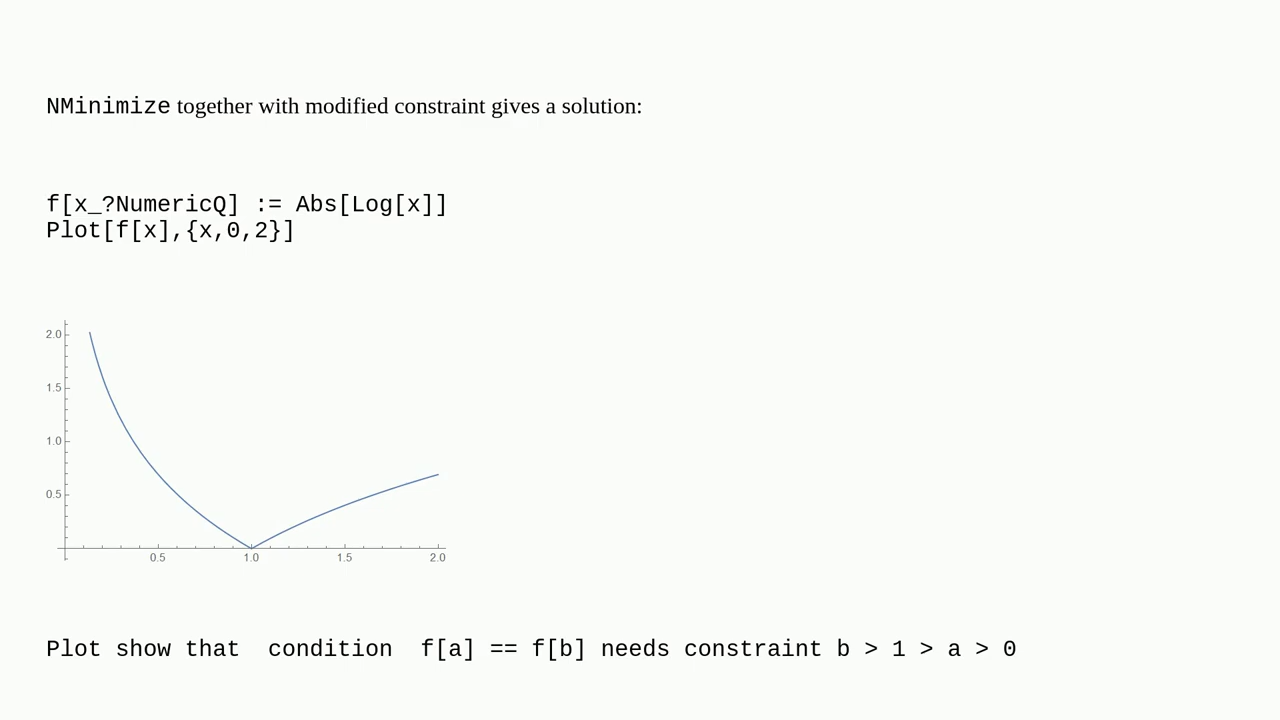 NMinimize together with modified constraint gives a solution:
f[x_?NumericQ] := Abs[Log[x]]
Plot[f[x],{x,0,2}]
2.0
1.5
1.0
0.5
0.5 1.0 1.5 2.0
Plot show that  condition  f[a] == f[b] needs constraint b > 1 > a > 0